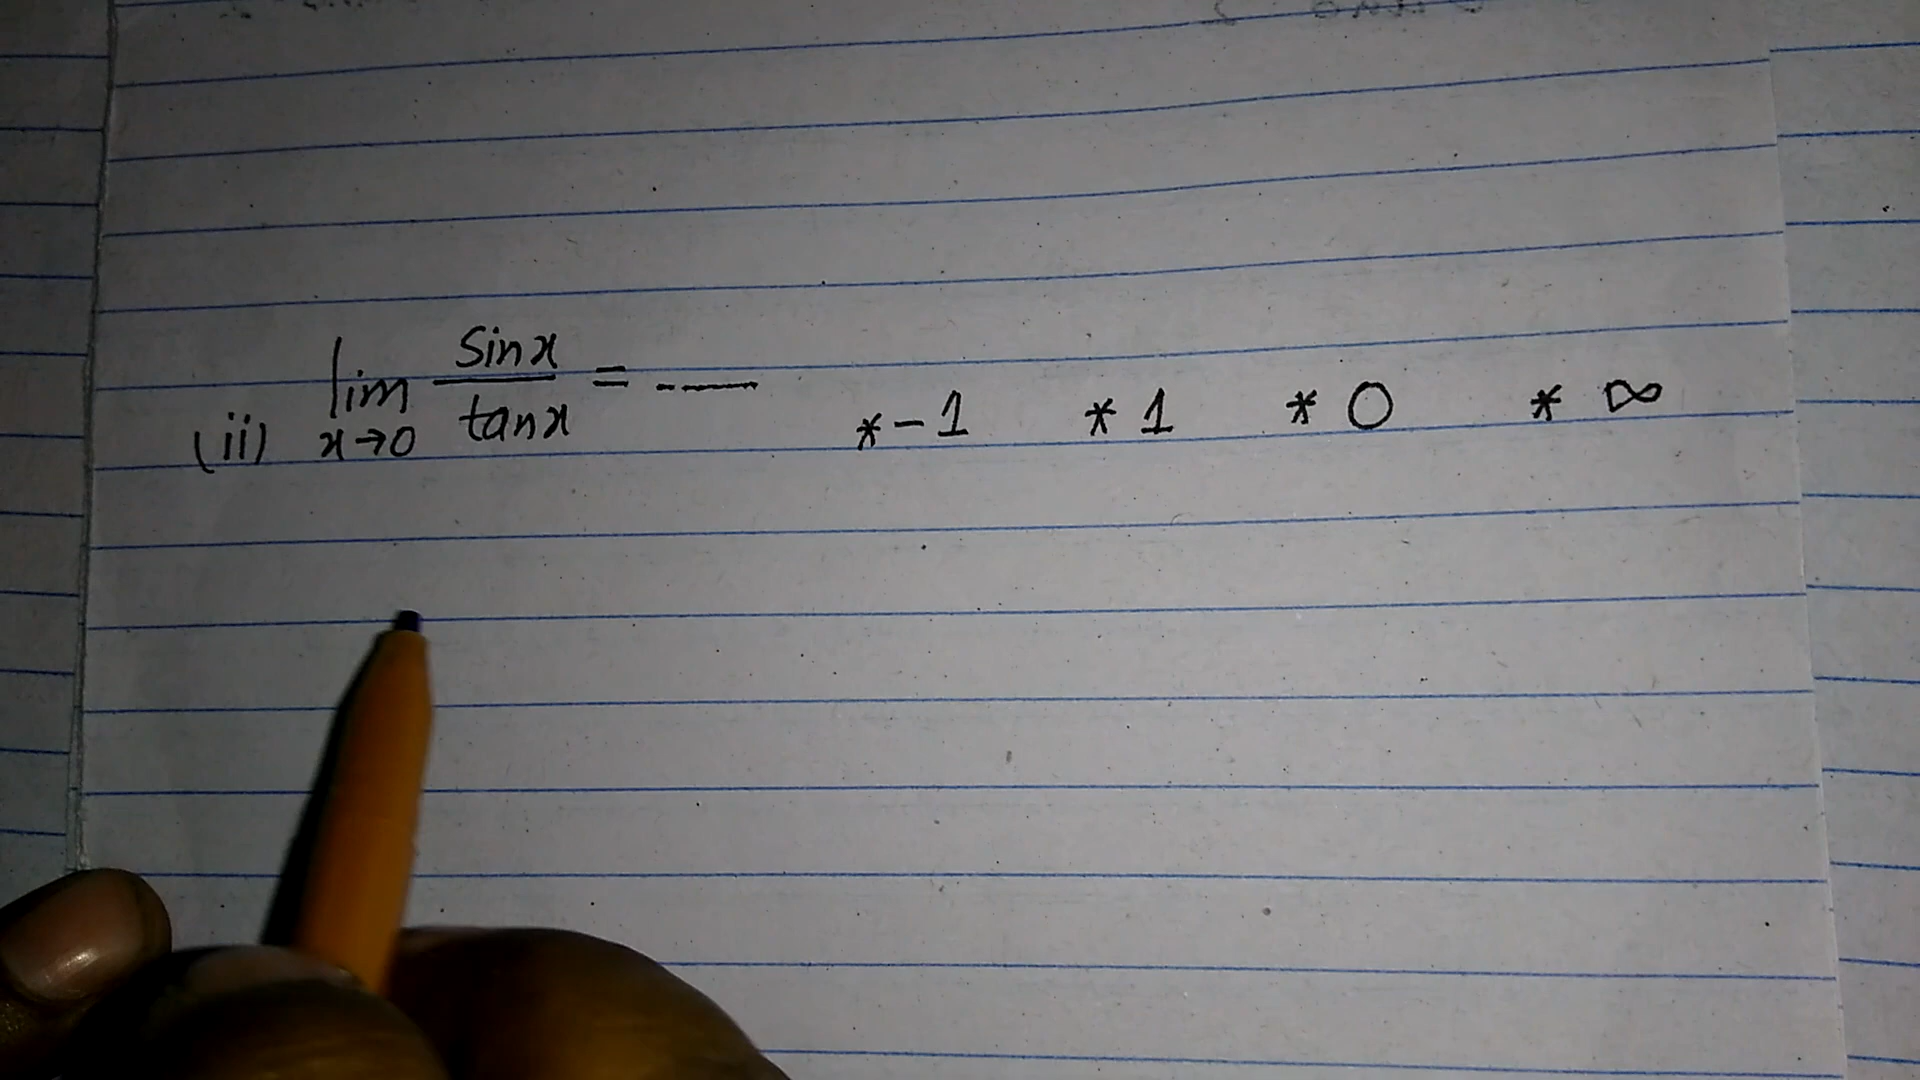 (ii) lim x→0 sinx/tanx = ---- * -1 * 1 * 0 * ∞